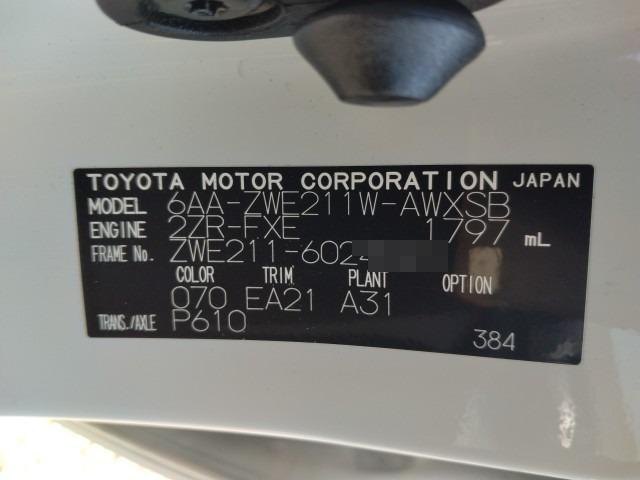 TOYOTA MOTOR CORPORATION JAPAN
MODEL 6AA-ZWE211W-AWXSB
ENGINE 2ZR-FXE 1797 mL
FRAME No. ZWE211-602
COLOR TRIM PLANT OPTION
070 EA21 A31
TRANS./AXLE P610
384